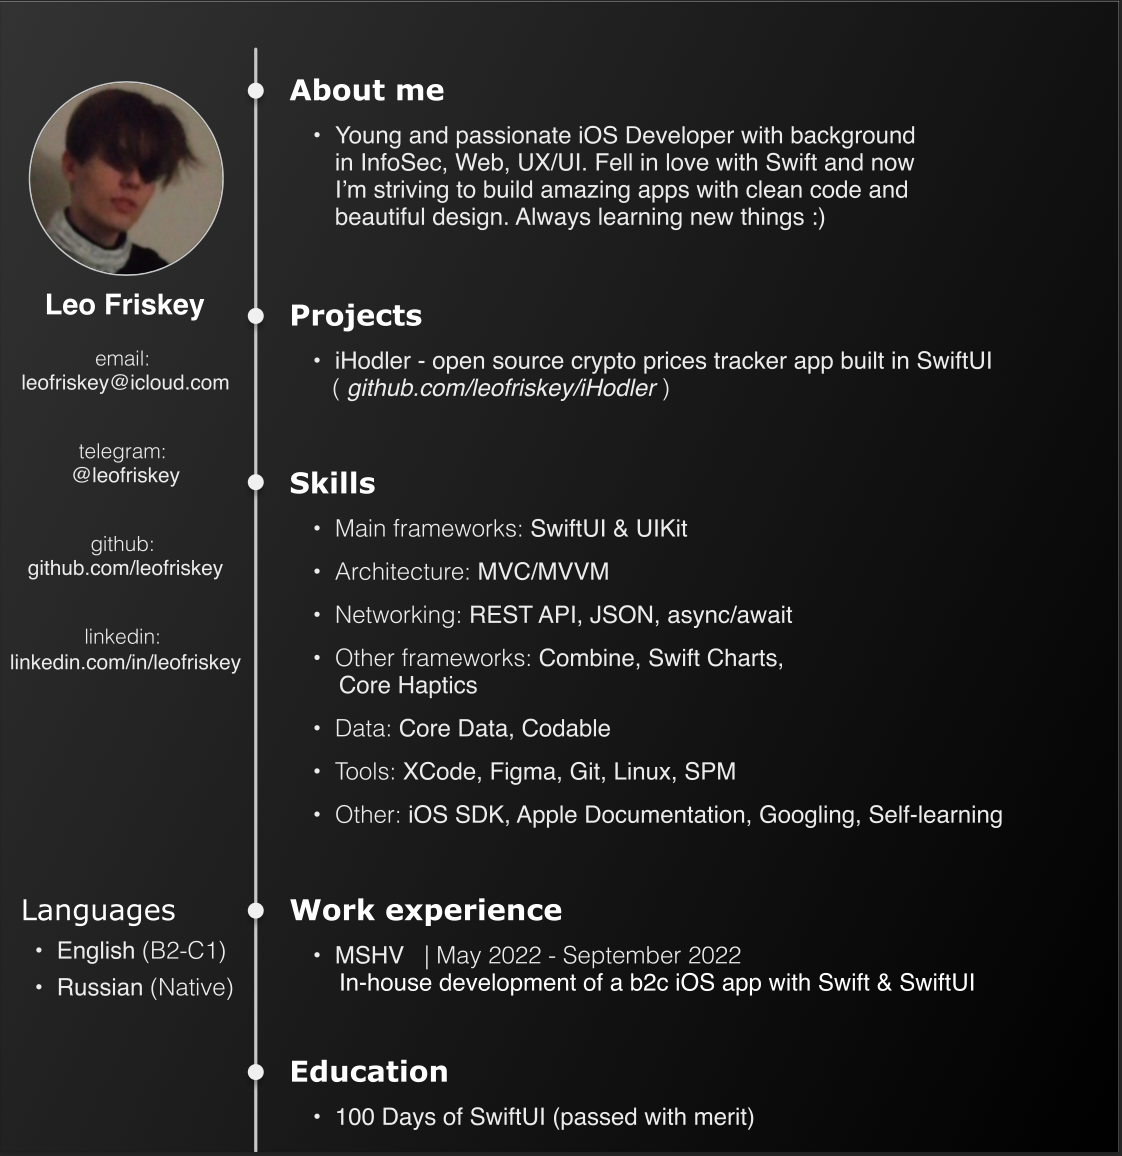 Leo Friskey
email:
leofriskey@icloud.com
telegram:
@leofriskey
github:
github.com/leofriskey
linkedin:
linkedin.com/in/leofriskey
Languages
• English (B2-C1)
• Russian (Native)
About me
• Young and passionate iOS Developer with background
in InfoSec, Web, UX/UI. Fell in love with Swift and now
I’m striving to build amazing apps with clean code and
beautiful design. Always learning new things :)
Projects
• iHodler - open source crypto prices tracker app built in SwiftUI
( github.com/leofriskey/iHodler )
Skills
• Main frameworks: SwiftUI & UIKit
• Architecture: MVC/MVVM
• Networking: REST API, JSON, async/await
• Other frameworks: Combine, Swift Charts,
Core Haptics
• Data: Core Data, Codable
• Tools: XCode, Figma, Git, Linux, SPM
• Other: iOS SDK, Apple Documentation, Googling, Self-learning
Work experience
• MSHV | May 2022 - September 2022
In-house development of a b2c iOS app with Swift & SwiftUI
Education
• 100 Days of SwiftUI (passed with merit)